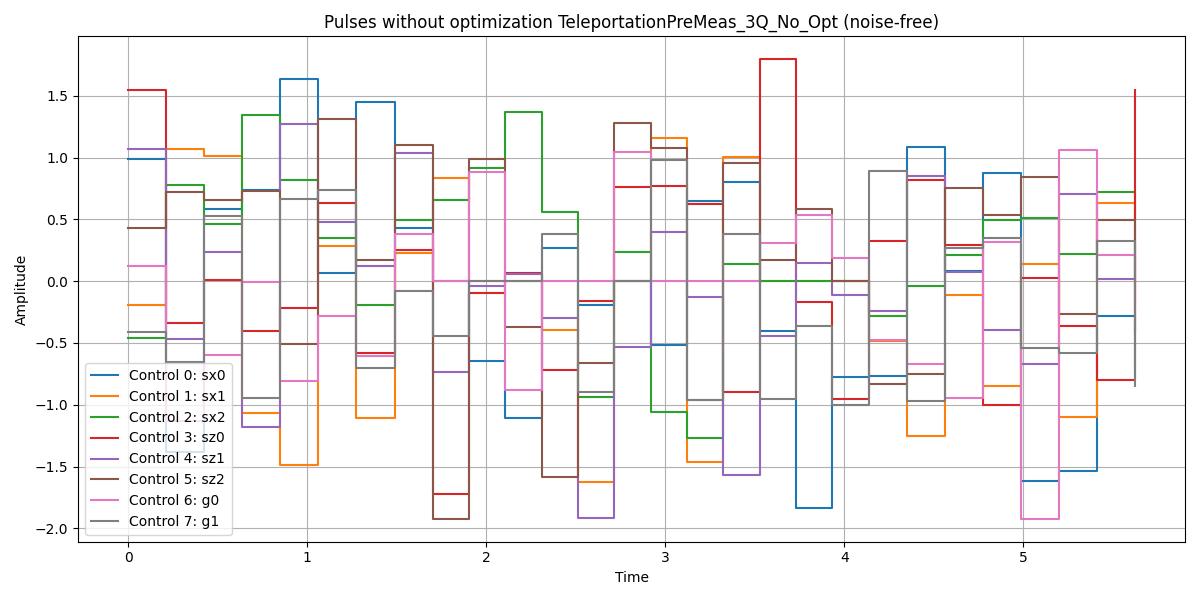 Pulses without optimization TeleportationPreMeas_3Q_No_Opt (noise-free)
Amplitude
1.5
1.0
0.5
0.0
−0.5
−1.0
−1.5
−2.0
Control 0: sx0
Control 1: sx1
Control 2: sx2
Control 3: sz0
Control 4: sz1
Control 5: sz2
Control 6: g0
Control 7: g1
0 1 2 3 4 5
Time